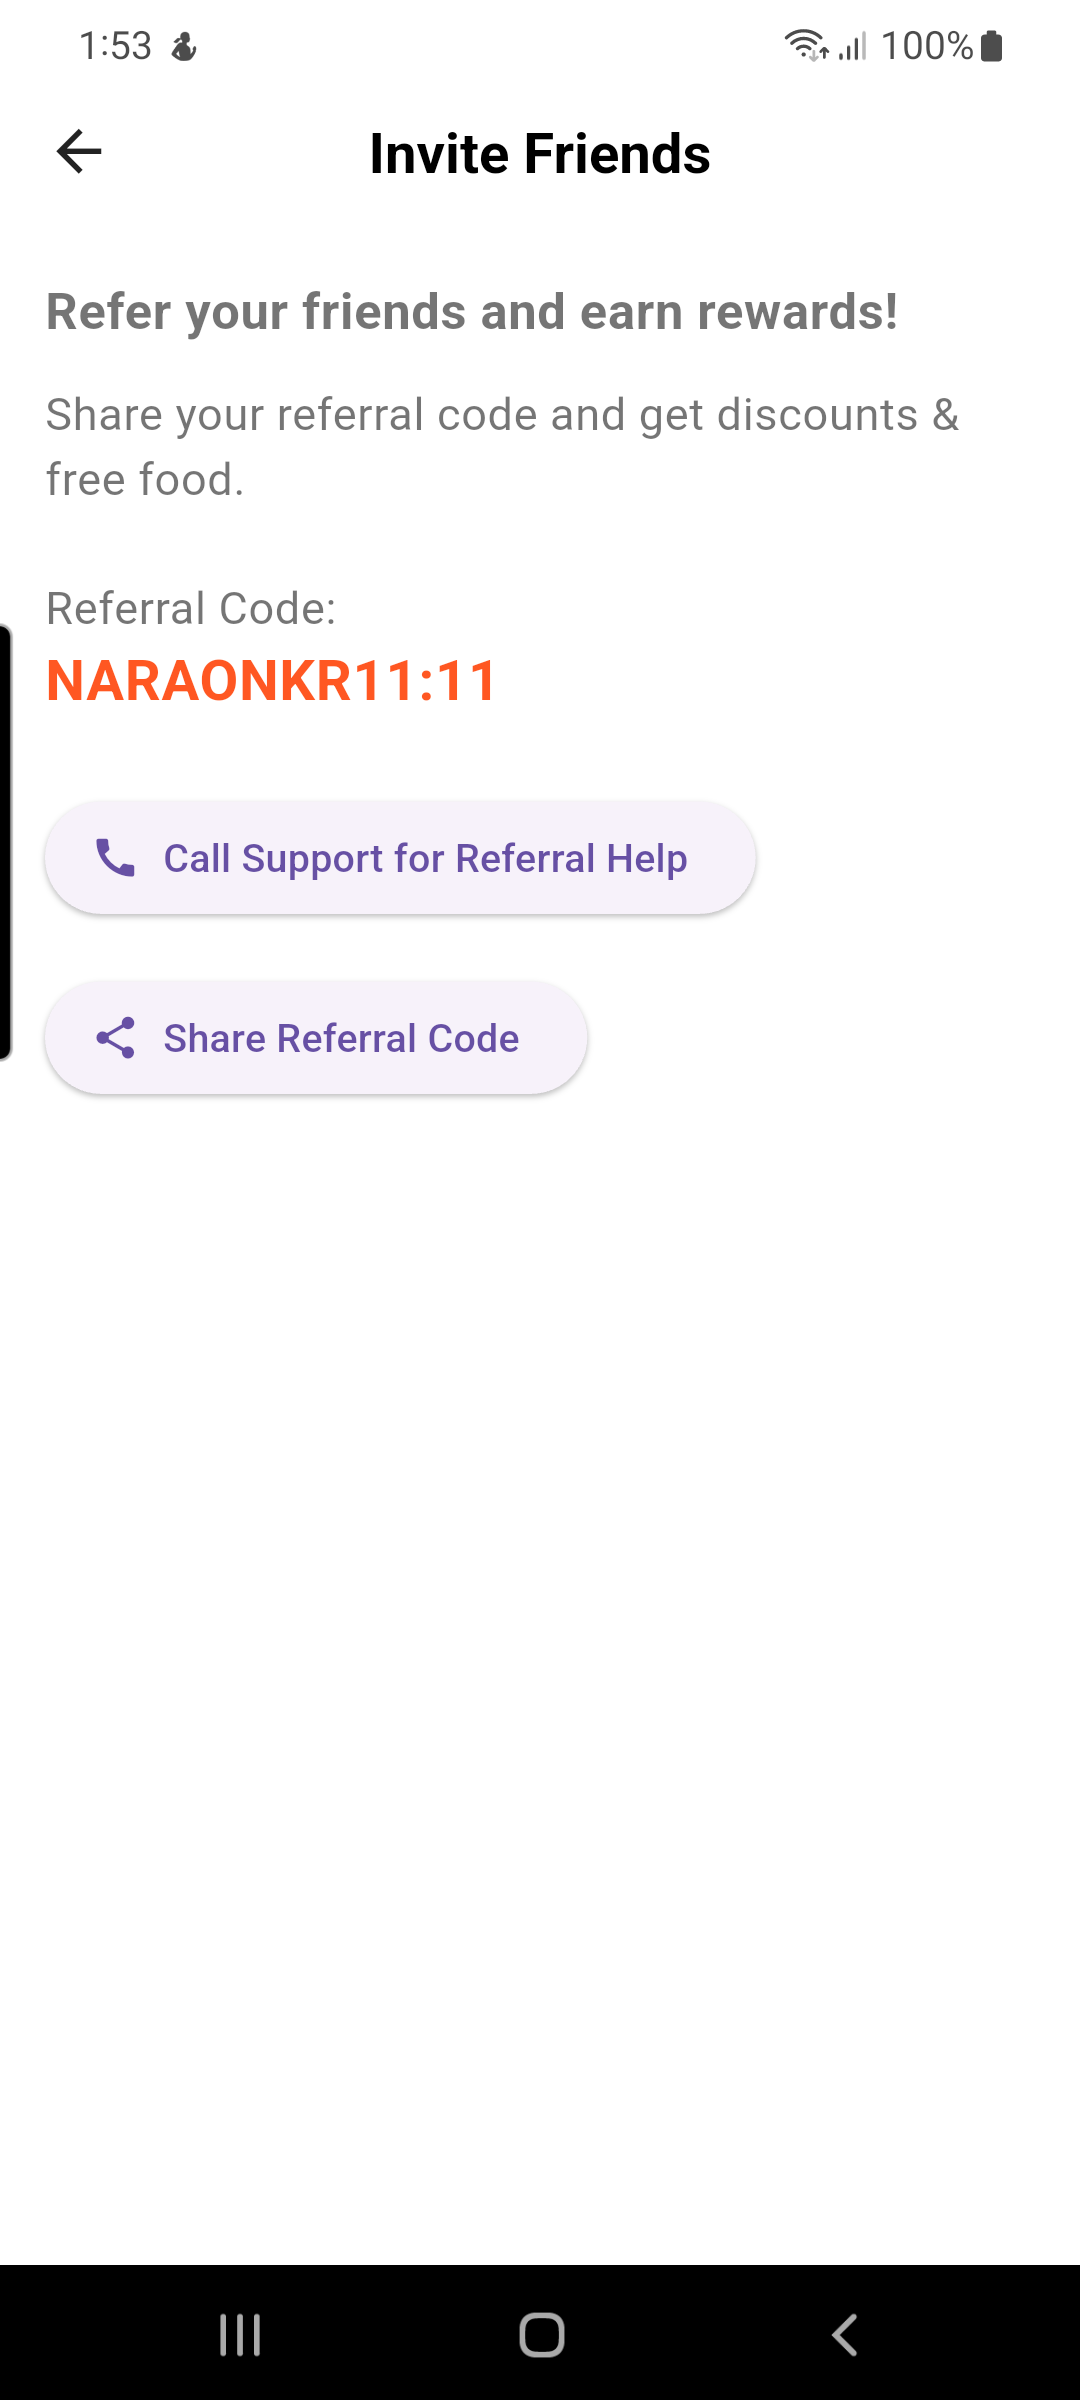 1:53
100%
Invite Friends
Refer your friends and earn rewards!
Share your referral code and get discounts &
free food.
Referral Code:
NARAONKR11:11
Call Support for Referral Help
Share Referral Code